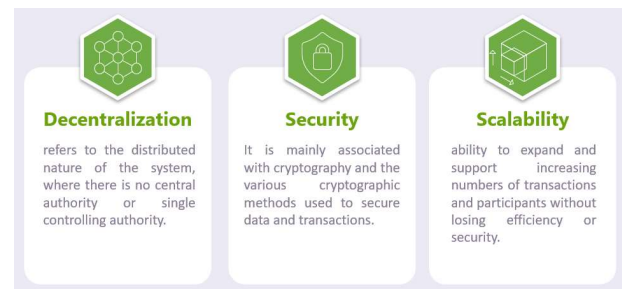 Decentralization
refers to the distributed
nature of the system,
where there is no central
authority or single
controlling authority.
Security
It is mainly associated
with cryptography and the
various cryptographic
methods used to secure
data and transactions.
Scalability
ability to expand and
support increasing
numbers of transactions
and participants without
losing efficiency or
security.